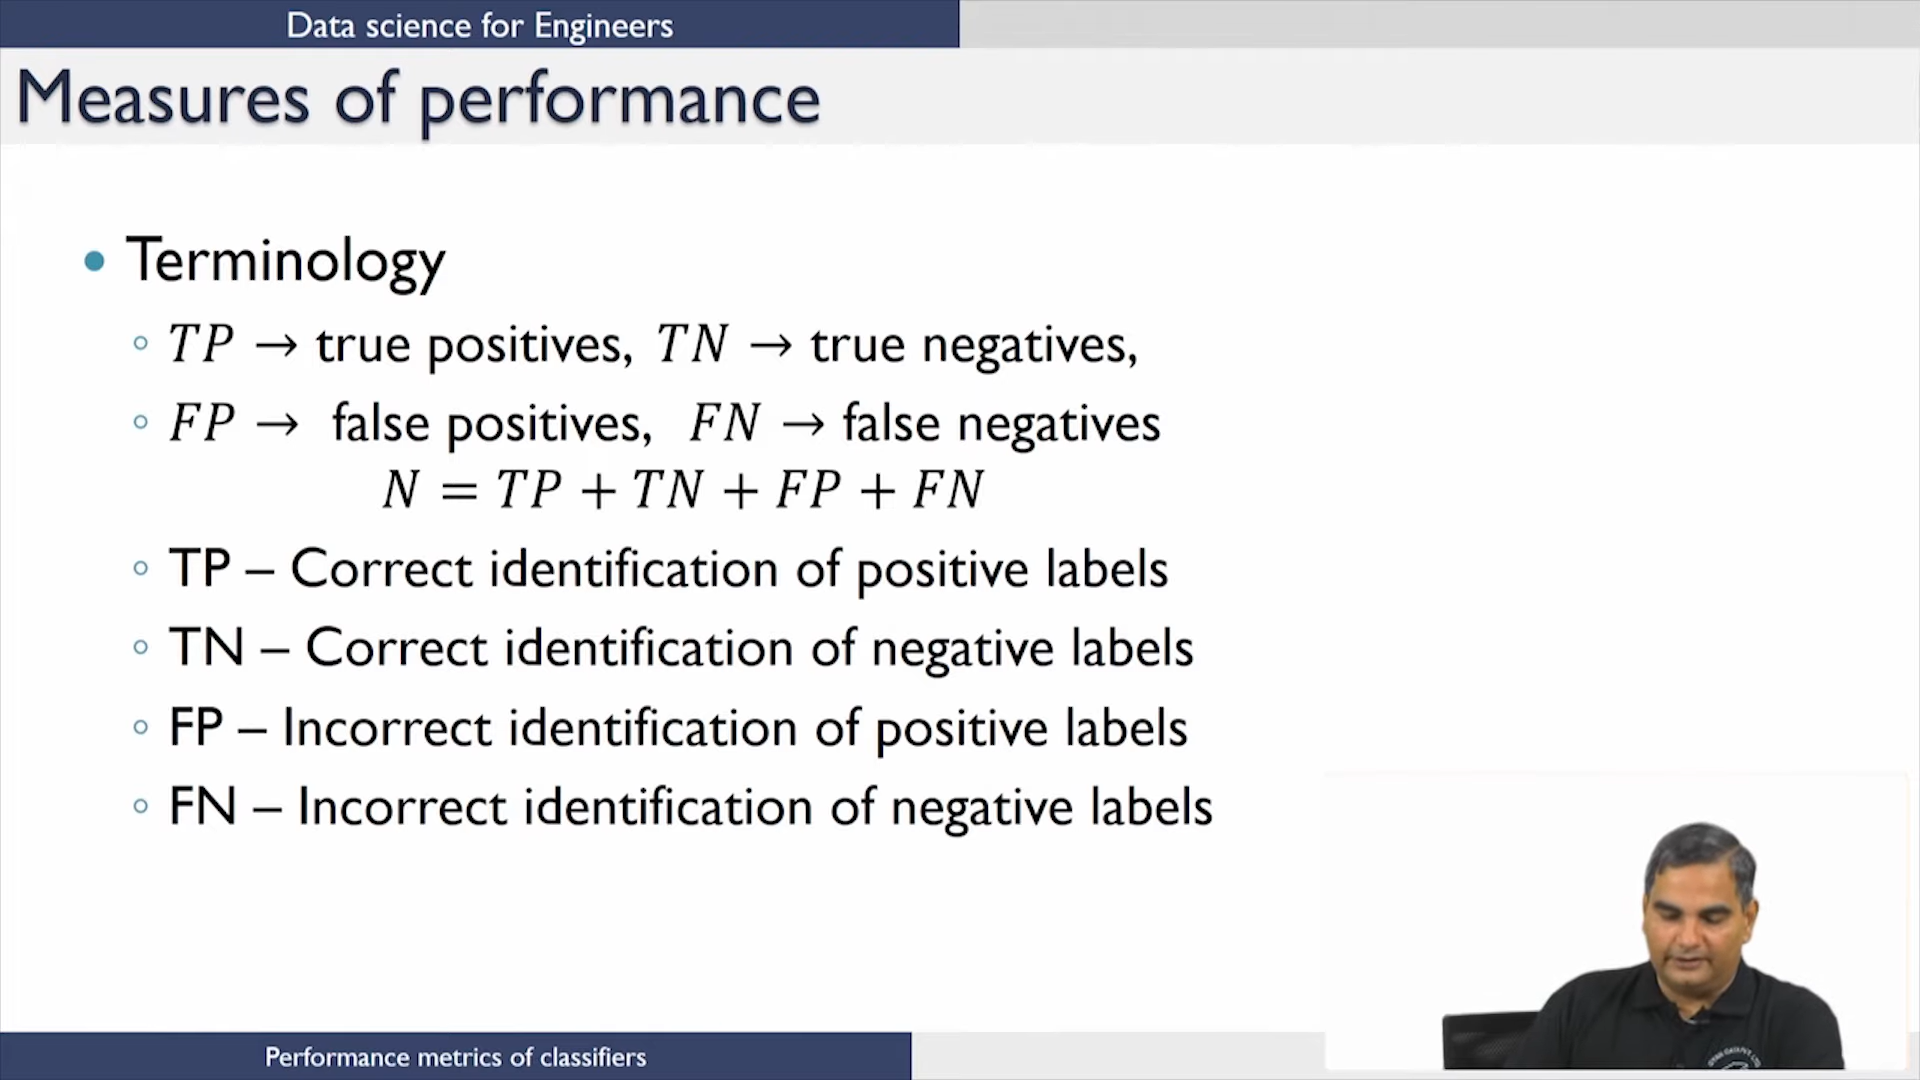 Data science for Engineers
Measures of performance
• Terminology
◦ TP → true positives, TN → true negatives,
◦ FP → false positives, FN → false negatives
N = TP + TN + FP + FN
◦ TP – Correct identification of positive labels
◦ TN – Correct identification of negative labels
◦ FP – Incorrect identification of positive labels
◦ FN – Incorrect identification of negative labels
Performance metrics of classifiers